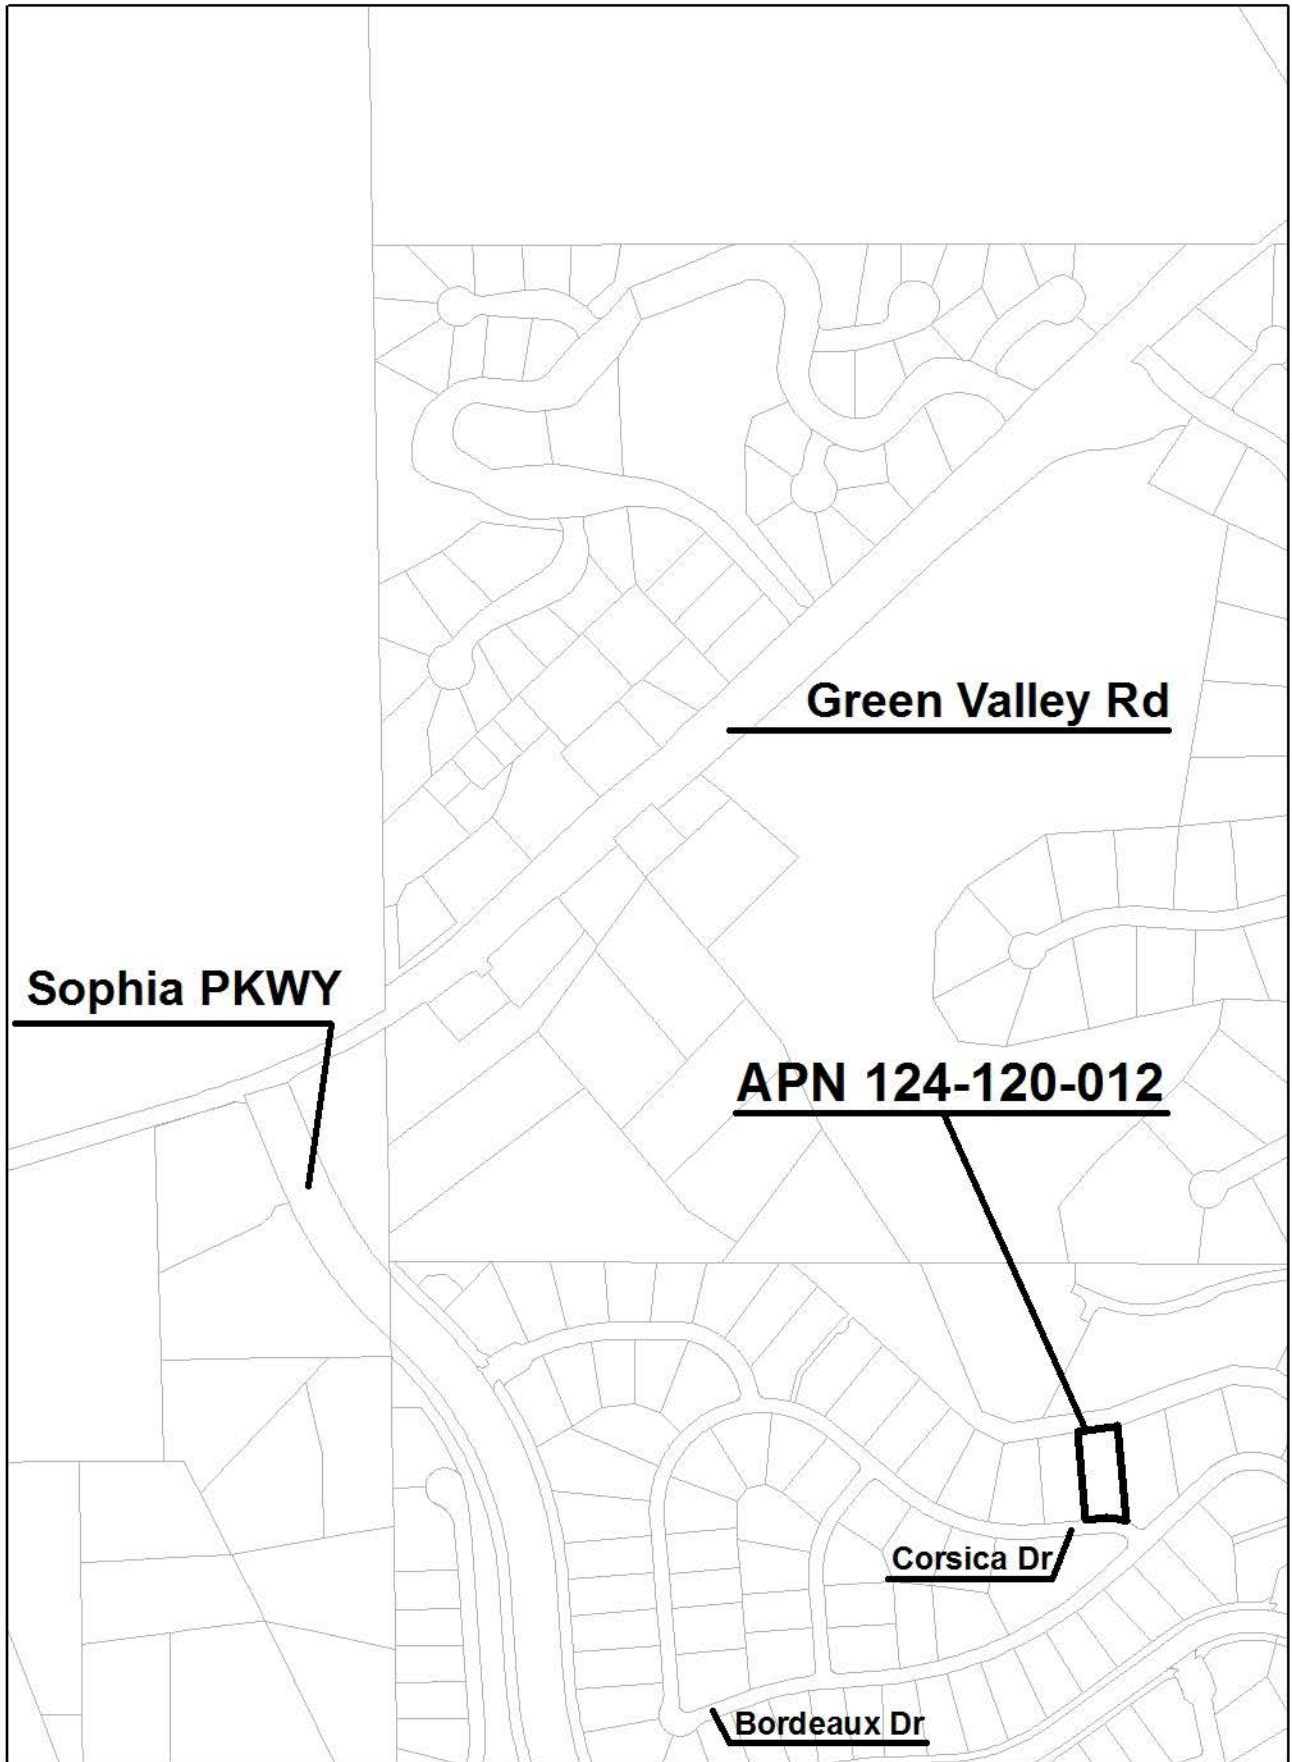 Green Valley Rd
Sophia PKWY
APN 124-120-012
Corsica Dr
Bordeaux Dr